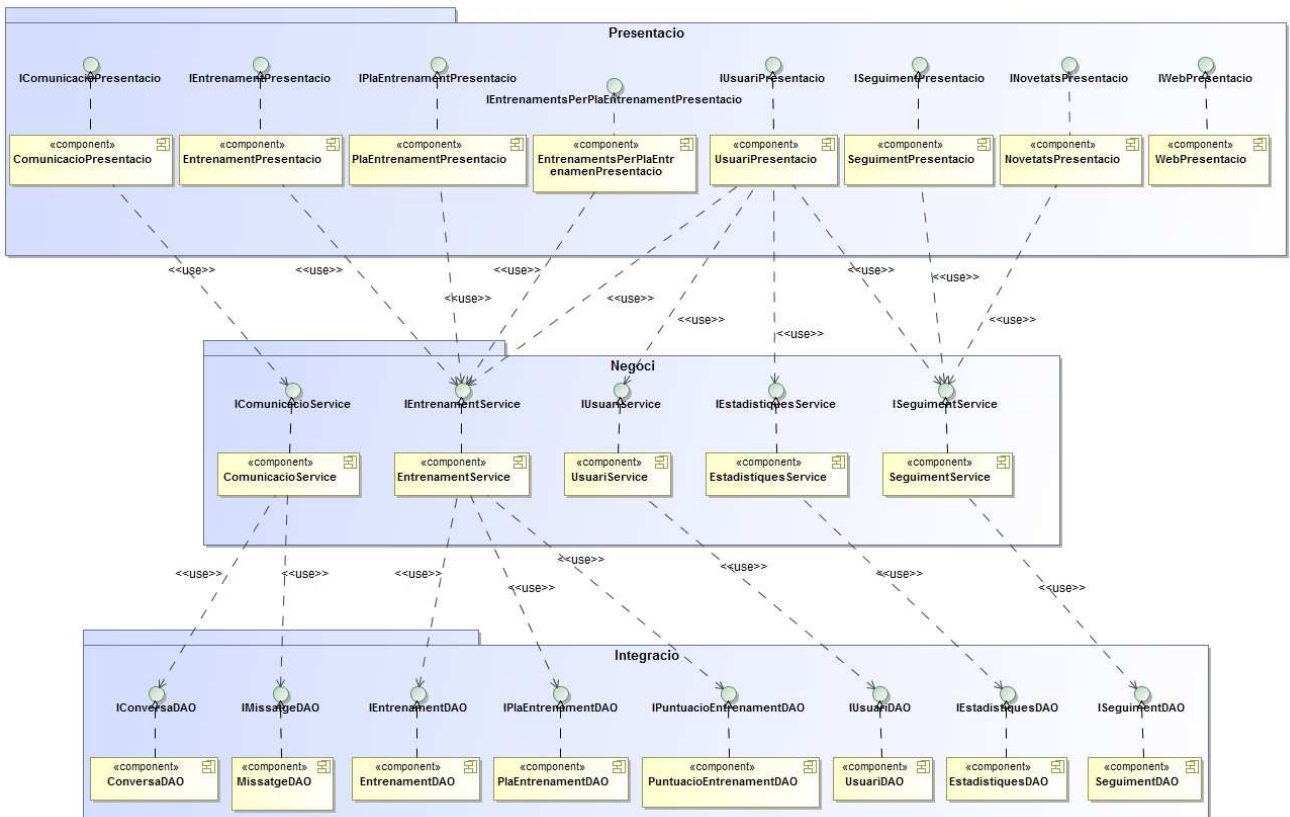 Presentacio
IComunicacioPresentacio
IEntrenamentPresentacio
IPlaEntrenamentPresentacio
IEntrenamentsPerPlaEntrenamentPresentacio
IUsuariPresentacio
ISeguimentPresentacio
INovetatsPresentacio
IWebPresentacio
«component»
ComunicacioPresentacio
«component»
EntrenamentPresentacio
«component»
PlaEntrenamentPresentacio
«component»
EntrenamentsPerPlaEntr
enamenPresentacio
«component»
UsuariPresentacio
«component»
SeguimentPresentacio
«component»
NovetatsPresentacio
«component»
WebPresentacio
<<use>>
<<use>>
<<use>>
<<use>>
<<use>>
<<use>>
<<use>>
<<use>>
<<use>>
<<use>>
Negoci
IComunicacioService
IEntrenamentService
IUsuariService
IEstadistiquesService
ISeguimentService
«component»
ComunicacioService
«component»
EntrenamentService
«component»
UsuariService
«component»
EstadistiquesService
«component»
SeguimentService
<<use>>
<<use>>
<<use>>
<<use>>
<<use>>
<<use>>
<<use>>
<<use>>
Integracio
IConversaDAO
IMissatgeDAO
IEntrenamentDAO
IPlaEntrenamentDAO
IPuntuacioEntrenamentDAO
IUsuariDAO
IEstadistiquesDAO
ISeguimentDAO
«component»
ConversaDAO
«component»
MissatgeDAO
«component»
EntrenamentDAO
«component»
PlaEntrenamentDAO
«component»
PuntuacioEntrenamentDAO
«component»
UsuariDAO
«component»
EstadistiquesDAO
«component»
SeguimentDAO